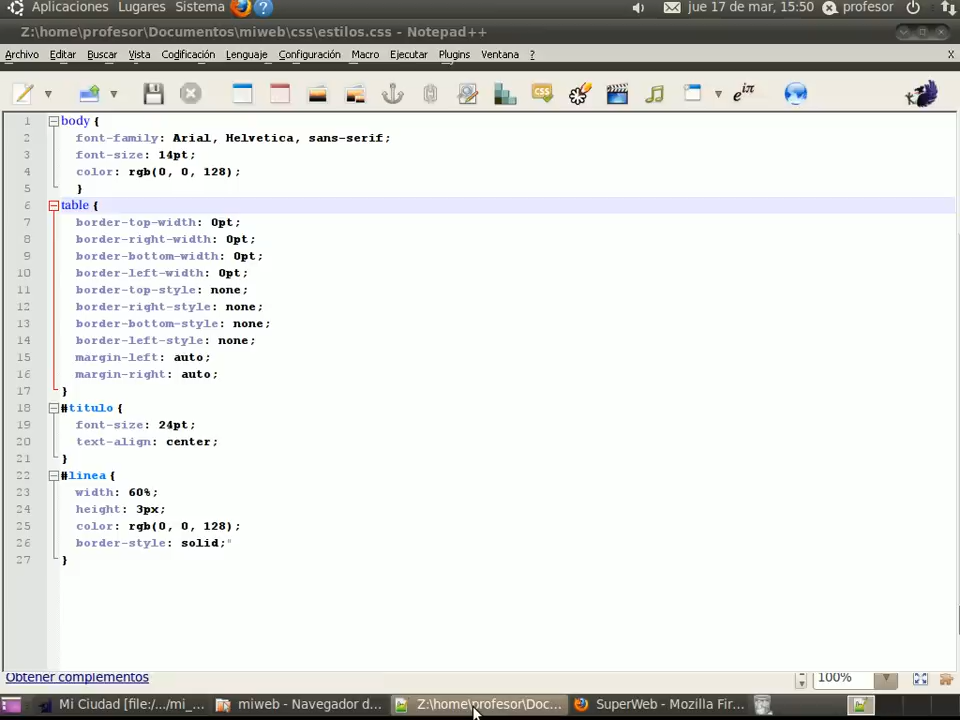 Aplicaciones Lugares Sistema ? jue 17 de mar, 15:50 profesor
Z:\home\profesor\Documentos\miweb\css\estilos.css - Notepad++
Archivo Editar Buscar Vista Codificación Lenguaje Configuración Macro Ejecutar Plugins Ventana ? X
CSS
1 body {
2 font-family: Arial, Helvetica, sans-serif;
3 font-size: 14pt;
4 color: rgb(0, 0, 128);
5 }
6 table {
7 border-top-width: 0pt;
8 border-right-width: 0pt;
9 border-bottom-width: 0pt;
10 border-left-width: 0pt;
11 border-top-style: none;
12 border-right-style: none;
13 border-bottom-style: none;
14 border-left-style: none;
15 margin-left: auto;
16 margin-right: auto;
17 }
18 #titulo {
19 font-size: 24pt;
20 text-align: center;
21 }
22 #linea {
23 width: 60%;
24 height: 3px;
25 color: rgb(0, 0, 128);
26 border-style: solid;"
27 }
Obtener complementos 100%
Mi Ciudad [file:/.../mi_... miweb - Navegador d... Z:\home\profesor\Doc... SuperWeb - Mozilla Fir...